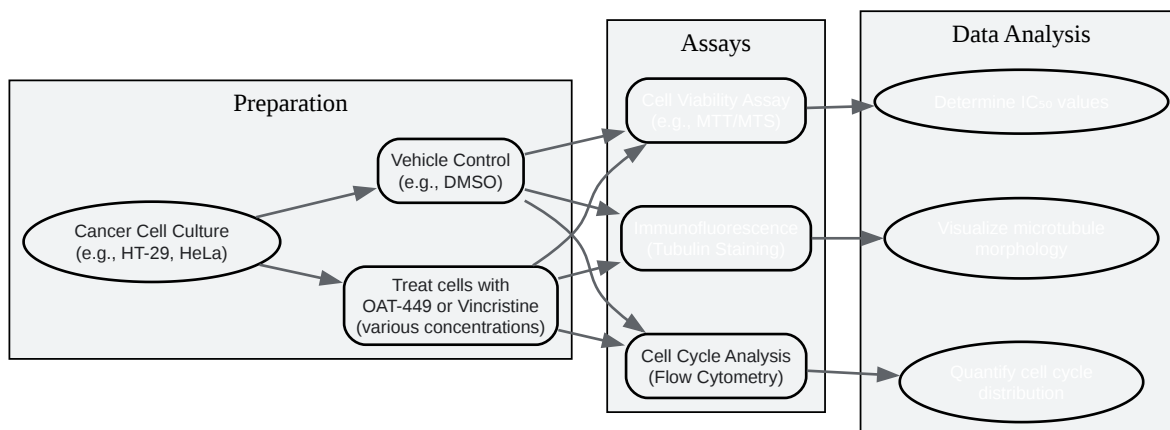 Preparation
Cancer Cell Culture
(e.g., HT-29, HeLa)
Vehicle Control
(e.g., DMSO)
Treat cells with
OAT-449 or Vincristine
(various concentrations)
Assays
Cell Viability Assay
(e.g., MTT/MTS)
Immunofluorescence
(Tubulin Staining)
Cell Cycle Analysis
(Flow Cytometry)
Data Analysis
Determine IC₅₀ values
Visualize microtubule
morphology
Quantify cell cycle
distribution